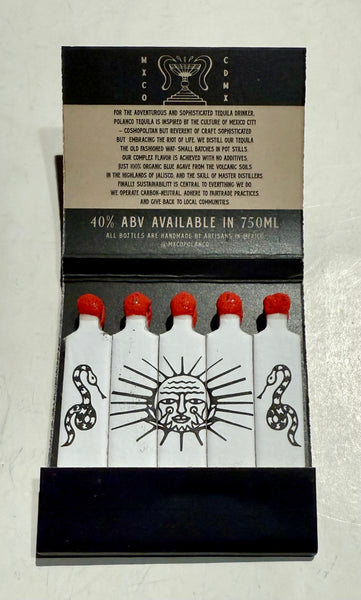 MXCO CDMX
FOR THE ADVENTUROUS AND SOPHISTICATED TEQUILA DRINKER,
POLANCO TEQUILA IS INSPIRED BY THE CULTURE OF MEXICO CITI
– COSMOPOLITAN BUT REVERENT OF CRAFT, SOPHISTICATED
BUT EMBRACING THE RIOT OF LIFE. WE DISTILL OUR TEQUILA
THE OLD FASHIONED WAY- SMALL BATCHES IN POT STILLS.
OUR COMPLEX FLAVOR IS ACHIEVED WITH NO ADDITIVES,
JUST 100% ORGANIC BLUE AGAVE FROM THE VOLCANIC SOILS
IN THE HIGHLANDS OF JALISCO, AND THE SKILL OF MASTER DISTILLERS.
FINALLY SUSTAINABILITY IS CENTRAL TO EVERYTHING WE DO.
WE OPERATE CARBON-NEUTRAL, ADHERE TO FAIRTRADE PRACTICES,
AND GIVE BACK TO LOCAL COMMUNITIES
40% ABV AVAILABLE IN 750ML
ALL BOTTLES ARE HANDMADE BY ARTISANS IN MEXICO
@MXCOPOLANCO